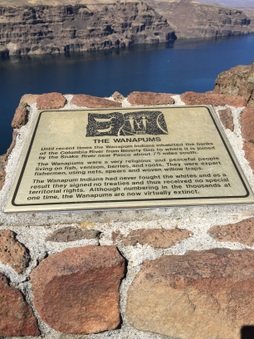 THE WANAPUMS
Until recent times the Wanapum Indians inhabited the banks
of the Columbia River from Beverly Gap to where it is joined
by the Snake River near Pasco about 75 miles south.
The Wanapums were a very religious and peaceful people
living on fish, venison, berries, and roots. They were expert
fishermen, using nets, spears and woven willow traps.
The Wanapum Indians had never fought the whites and as a
result they signed no treaties and thus received no special
territorial rights. Although numbering in the thousands at
one time, the Wanapums are now virtually extinct.